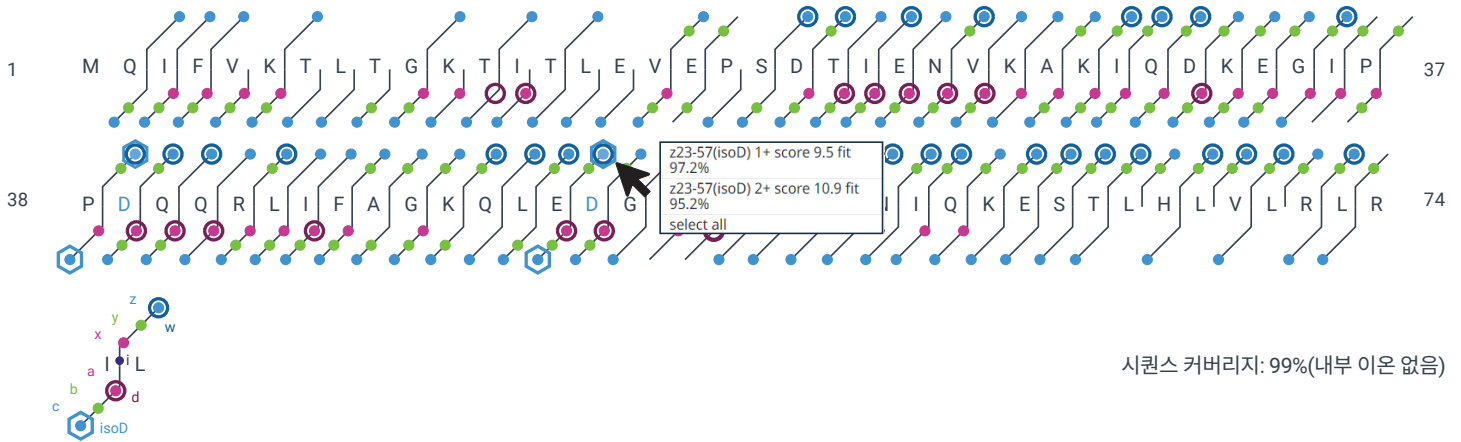 1 M Q I F V K T L T G K T I T L E V E P S D T I E N V K A K I Q D K E G I P 37
38 P D Q Q R L I F A G K Q L E D G N I Q K E S T L H L V L R L R 74
z23-57(isoD) 1+ score 9.5 fit
97.2%
z23-57(isoD) 2+ score 10.9 fit
95.2%
select all
z
y w
x
I i L
a
b d
c isoD
시퀀스 커버리지: 99%(내부 이온 없음)